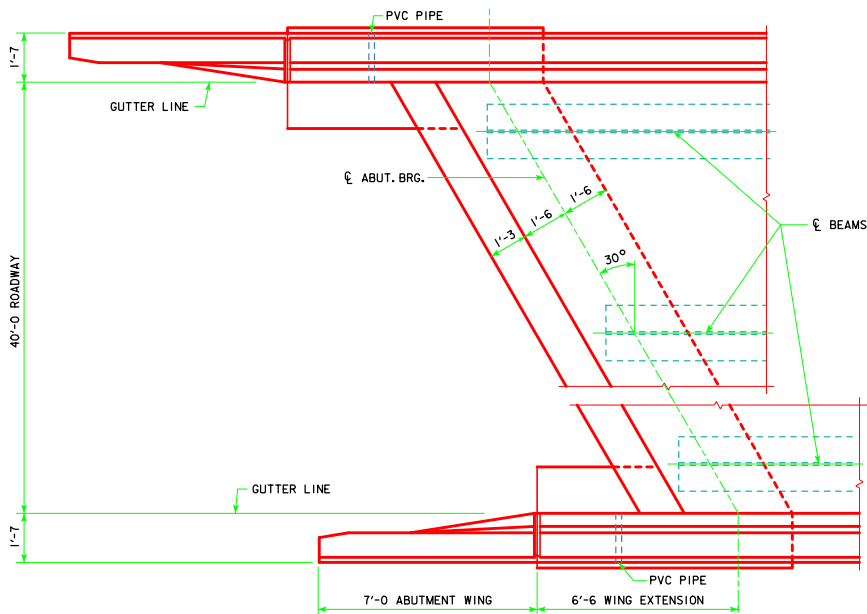 PVC PIPE
1'-7
GUTTER LINE
℄ ABUT. BRG.
1'-6
1'-6
1'-3
℄ BEAMS
30°
40'-0 ROADWAY
GUTTER LINE
1'-7
PVC PIPE
7'-0 ABUTMENT WING
6'-6 WING EXTENSION